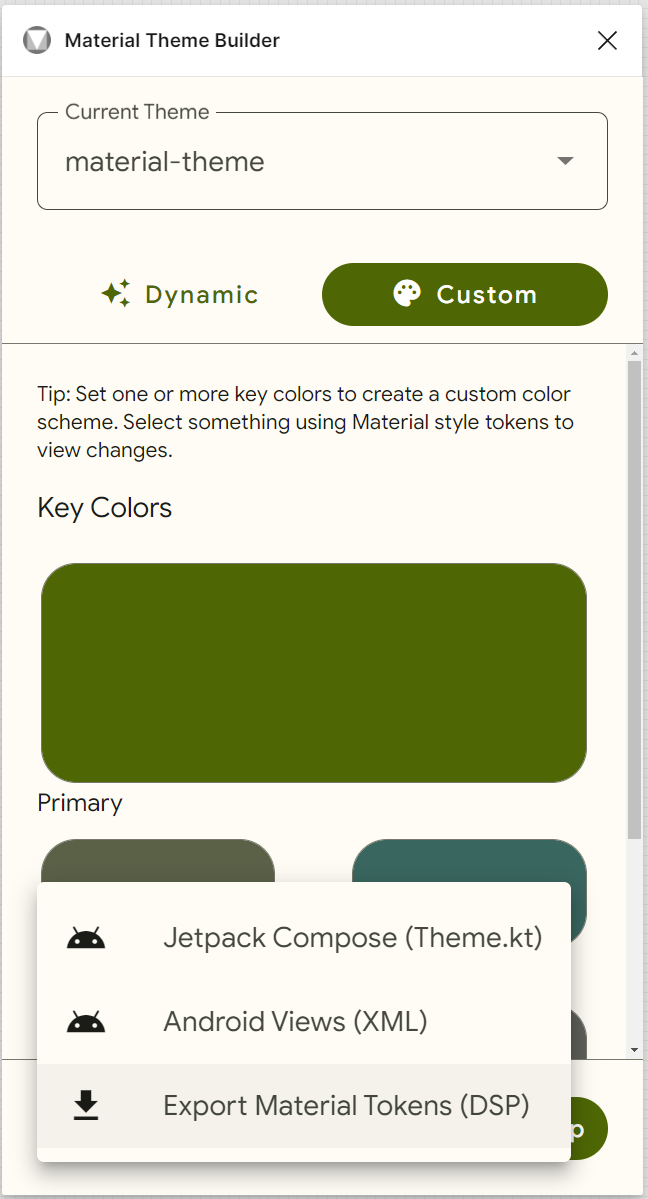 Material Theme Builder
Current Theme
material-theme
Dynamic
Custom
Tip: Set one or more key colors to create a custom color
scheme. Select something using Material style tokens to
view changes.
Key Colors
Primary
Jetpack Compose (Theme.kt)
Android Views (XML)
Export Material Tokens (DSP)